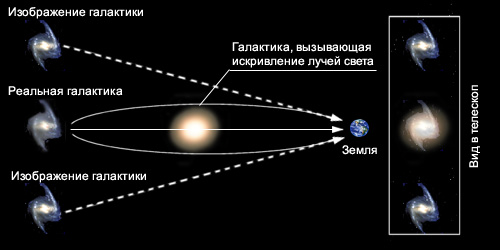 Изображение галактики
Галактика, вызывающая
искривление лучей света
Реальная галактика
Земля
Изображение галактики
Вид в телескоп